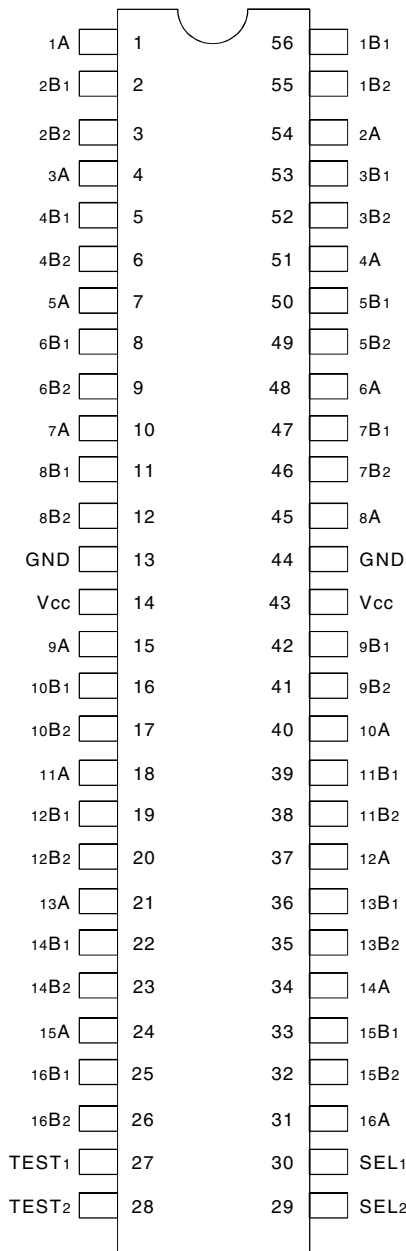 1A 1 56 1B1
2B1 2 55 1B2
2B2 3 54 2A
3A 4 53 3B1
4B1 5 52 3B2
4B2 6 51 4A
5A 7 50 5B1
6B1 8 49 5B2
6B2 9 48 6A
7A 10 47 7B1
8B1 11 46 7B2
8B2 12 45 8A
GND 13 44 GND
Vcc 14 43 Vcc
9A 15 42 9B1
10B1 16 41 9B2
10B2 17 40 10A
11A 18 39 11B1
12B1 19 38 11B2
12B2 20 37 12A
13A 21 36 13B1
14B1 22 35 13B2
14B2 23 34 14A
15A 24 33 15B1
16B1 25 32 15B2
16B2 26 31 16A
TEST1 27 30 SEL1
TEST2 28 29 SEL2